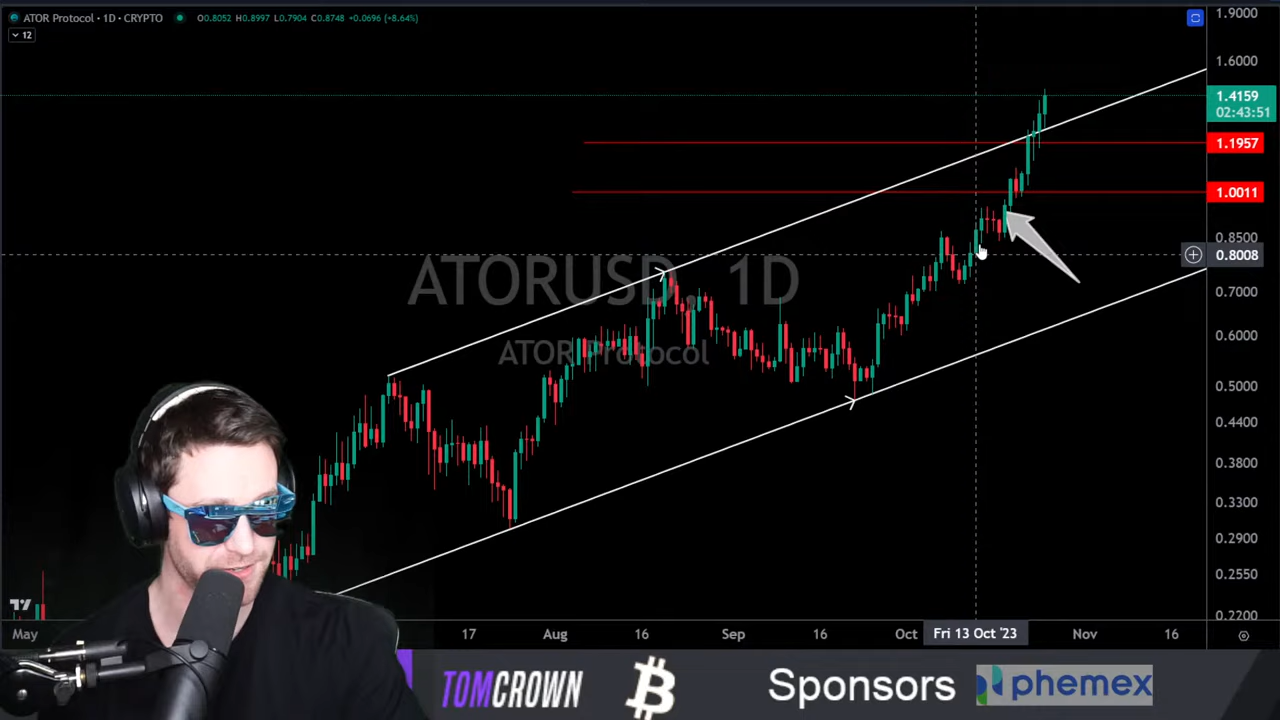 ATOR Protocol · 1D · CRYPTO
O0.8052 H0.8997 L0.7904 C0.8748 +0.0696 (+8.64%)
12
1.9000
1.6000
1.4159
02:43:51
1.1957
1.0011
0.8500
0.8008
0.7000
0.6000
0.5000
0.4400
0.3800
0.3300
0.2900
0.2550
0.2200
ATORUSD, 1D
ATOR Protocol
May
17
Aug
16
Sep
16
Oct
Fri 13 Oct '23
Nov
16
TOMCROWN
Sponsors
phemex